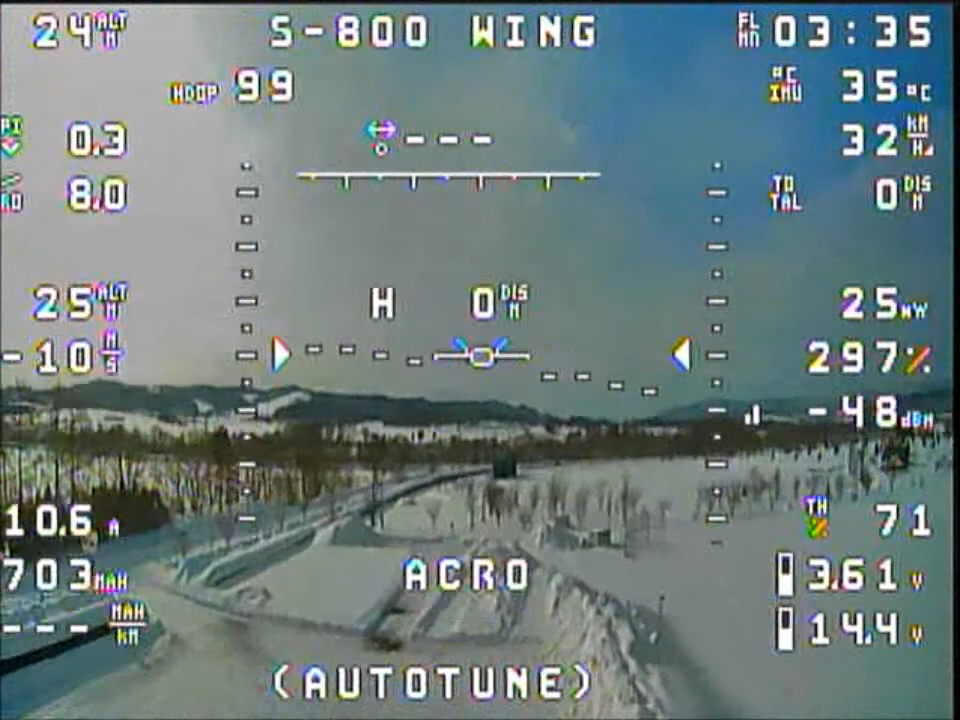 24 ALT M S-800 WING FL MN 03:35
HDOP 99 °C IMU 35 °C
PI 0.3 --- 32 KM H
RO 8.0 TO TAL 0 DIS M
25 ALT M H 0 DIS M 25 NW
-10 M S 297%
-48 dBm
10.6 A TH % 71
703 MAH ACRO 3.61 V
--- MAH KM 14.4 V
(AUTOTUNE)